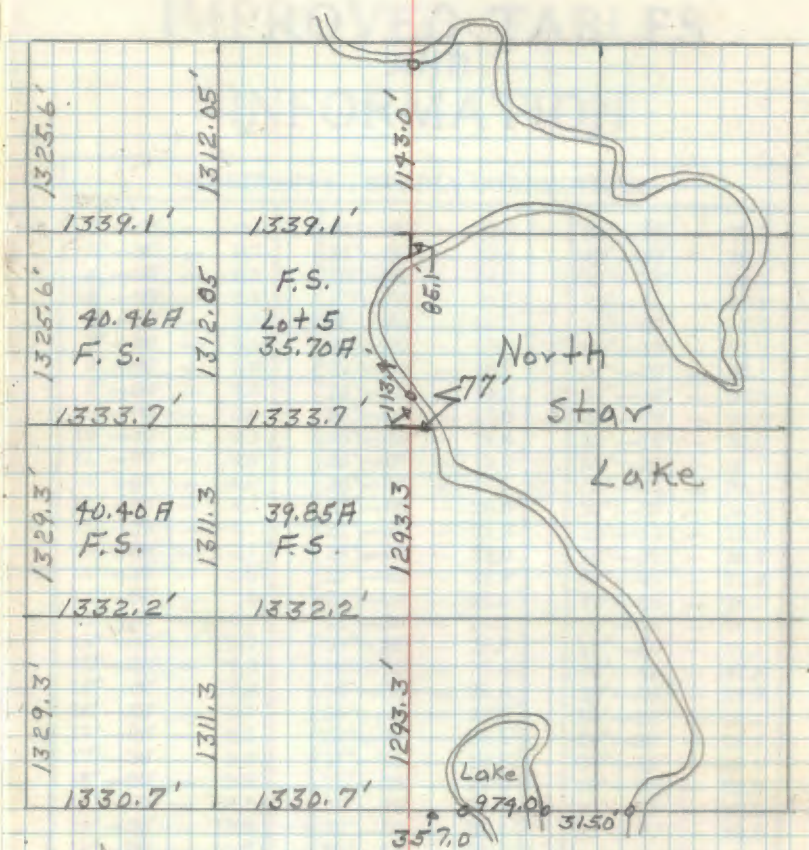 IMPROVED TABLES
1325.6'
1312.05'
1143.0'
1339.1'
1339.1'
1325.6'
40.46A
F.S.
1312.05
F.S.
Lot 5
35.70A
85.1'
113.4'
77'
North
Star
Lake
1333.7'
1333.7'
1329.3'
40.40A
F.S.
1311.3
39.85A
F.S.
1293.3
1332.2'
1332.2'
1329.3'
1311.3
1293.3'
Lake
1330.7'
1330.7'
974.0
3150'
357.0